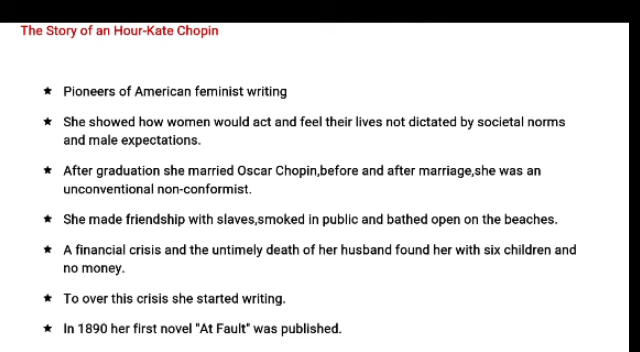 The Story of an Hour-Kate Chopin
★ Pioneers of American feminist writing
★ She showed how women would act and feel their lives not dictated by societal norms
and male expectations.
★ After graduation she married Oscar Chopin,before and after marriage,she was an
unconventional non-conformist.
★ She made friendship with slaves,smoked in public and bathed open on the beaches.
★ A financial crisis and the untimely death of her husband found her with six children and
no money.
★ To over this crisis she started writing.
★ In 1890 her first novel "At Fault" was published.